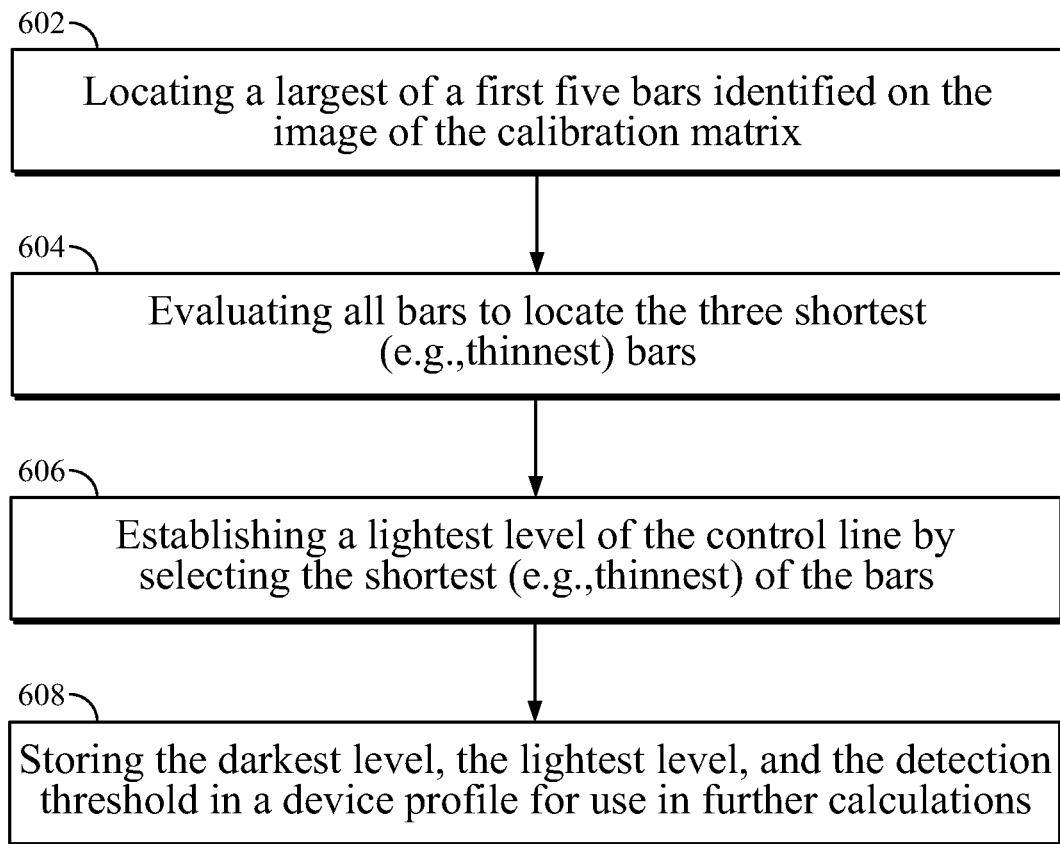 602
Locating a largest of a first five bars identified on the
image of the calibration matrix
604
Evaluating all bars to locate the three shortest
(e.g.,thinnest) bars
606
Establishing a lightest level of the control line by
selecting the shortest (e.g.,thinnest) of the bars
608
Storing the darkest level, the lightest level, and the detection
threshold in a device profile for use in further calculations